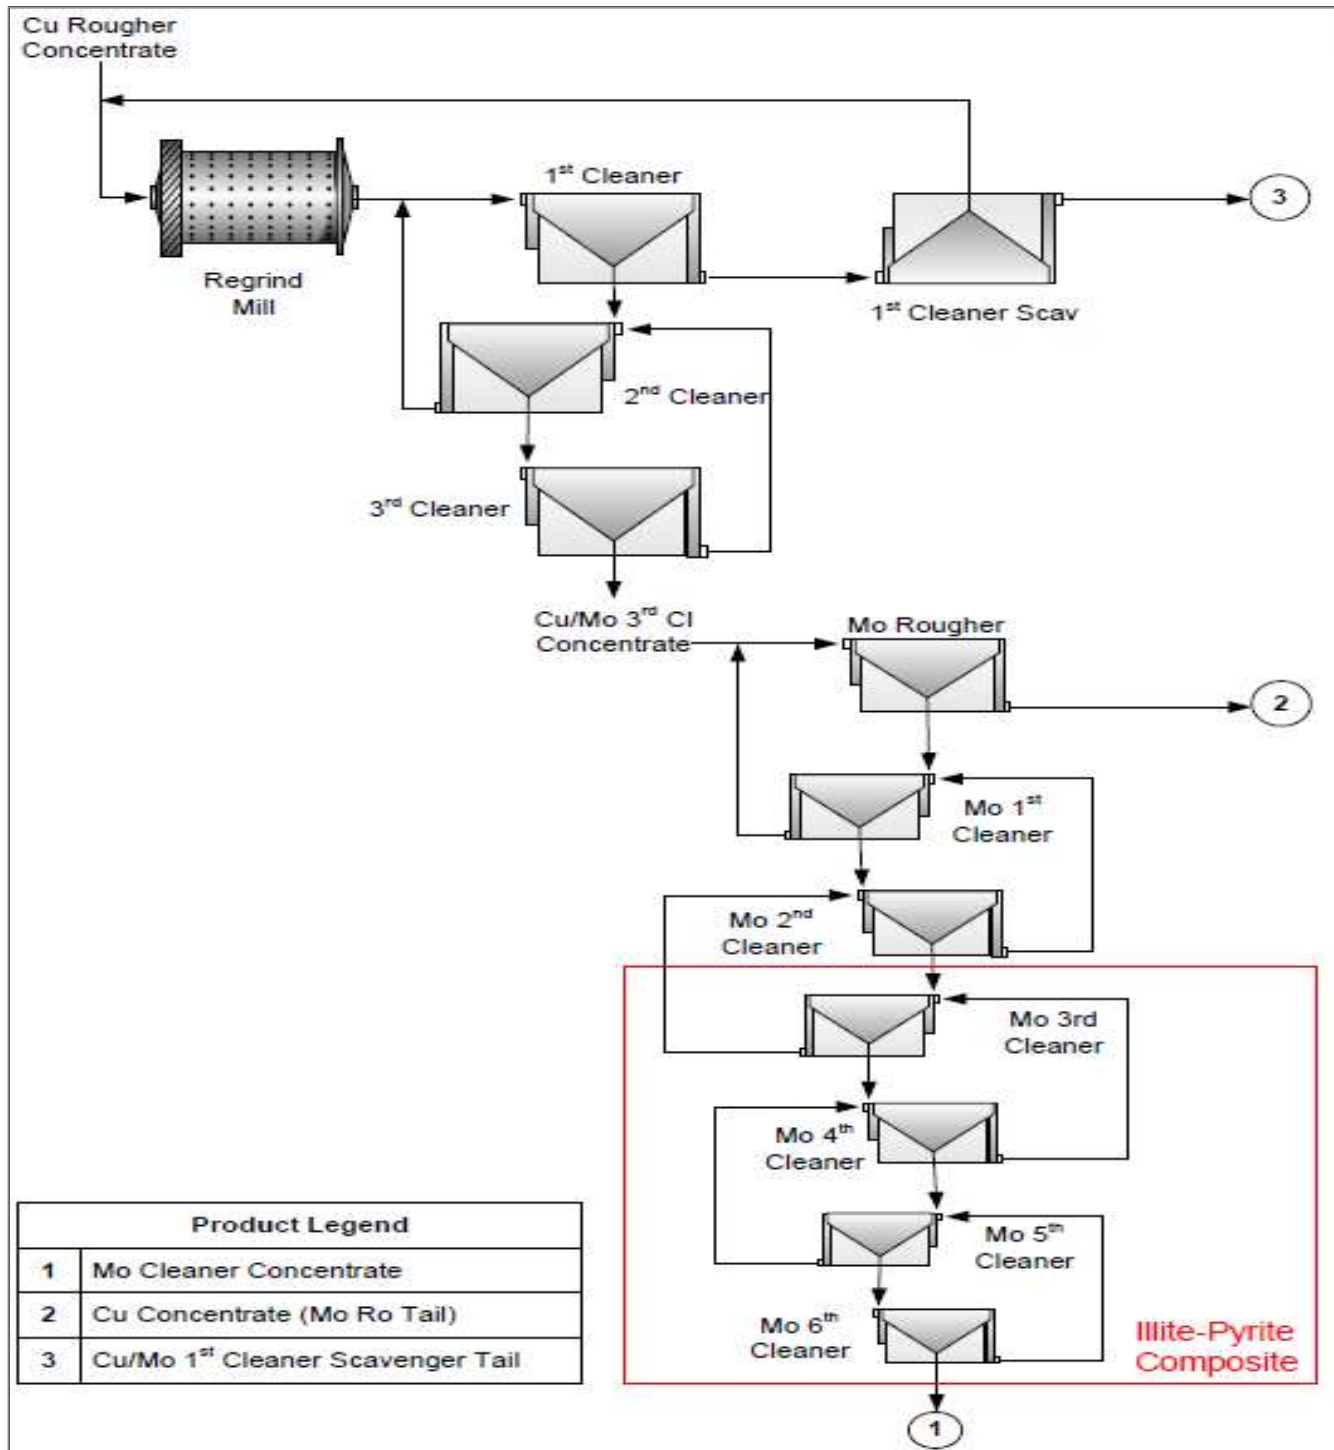 Cu Rougher
Concentrate
1st Cleaner
3
Regrind
Mill
1st Cleaner Scav
2nd Cleaner
3rd Cleaner
Cu/Mo 3rd Cl
Concentrate
Mo Rougher
2
Mo 1st
Cleaner
Mo 2nd
Cleaner
Mo 3rd
Cleaner
Mo 4th
Cleaner
Mo 5th
Cleaner
Mo 6th
Cleaner
Illite-Pyrite
Composite
1
Product Legend
1 Mo Cleaner Concentrate
2 Cu Concentrate (Mo Ro Tail)
3 Cu/Mo 1st Cleaner Scavenger Tail